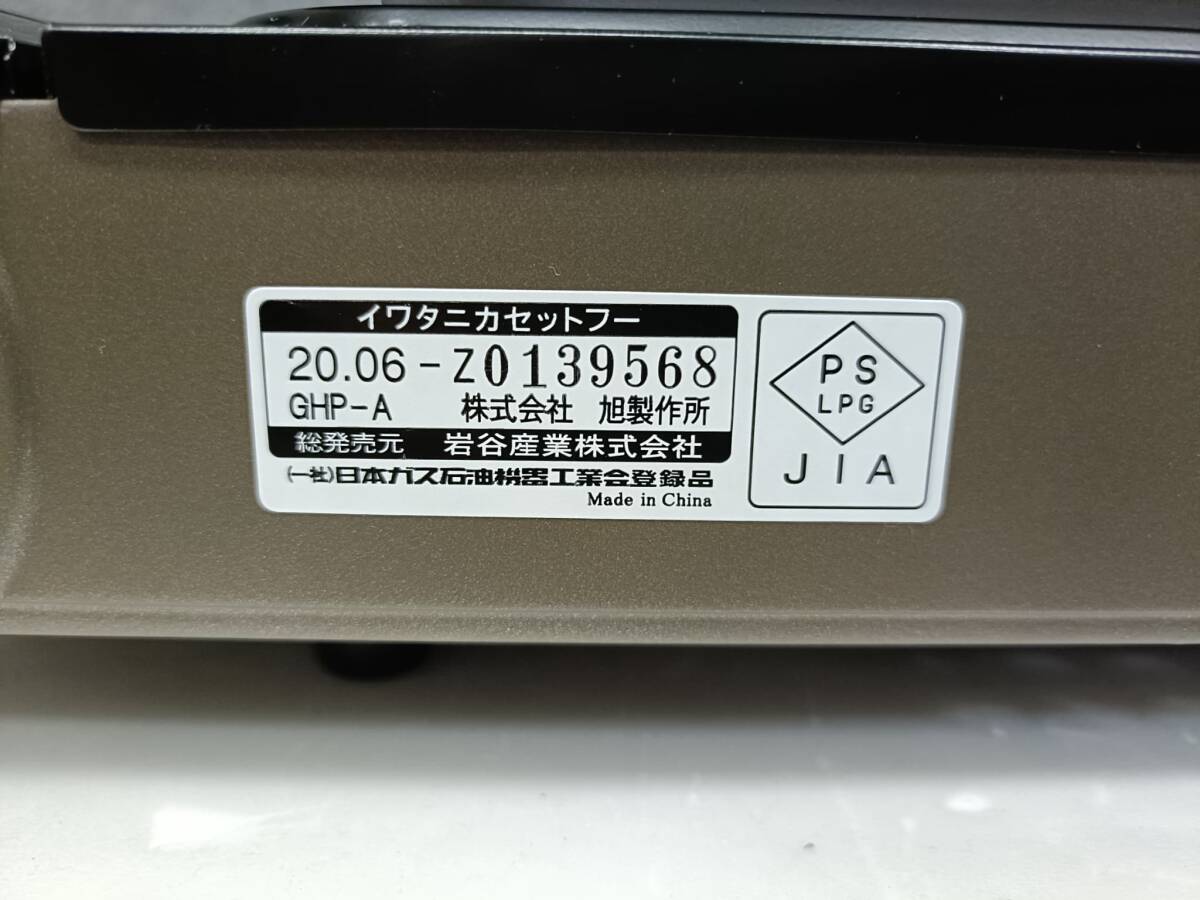 イワタニカセットフー
20.06-Z0139568
GHP-A 株式会社 旭製作所
総発売元 岩谷産業株式会社
(一社)日本ガス石油機器工業会登録品
Made in China
PS
LPG
JIA